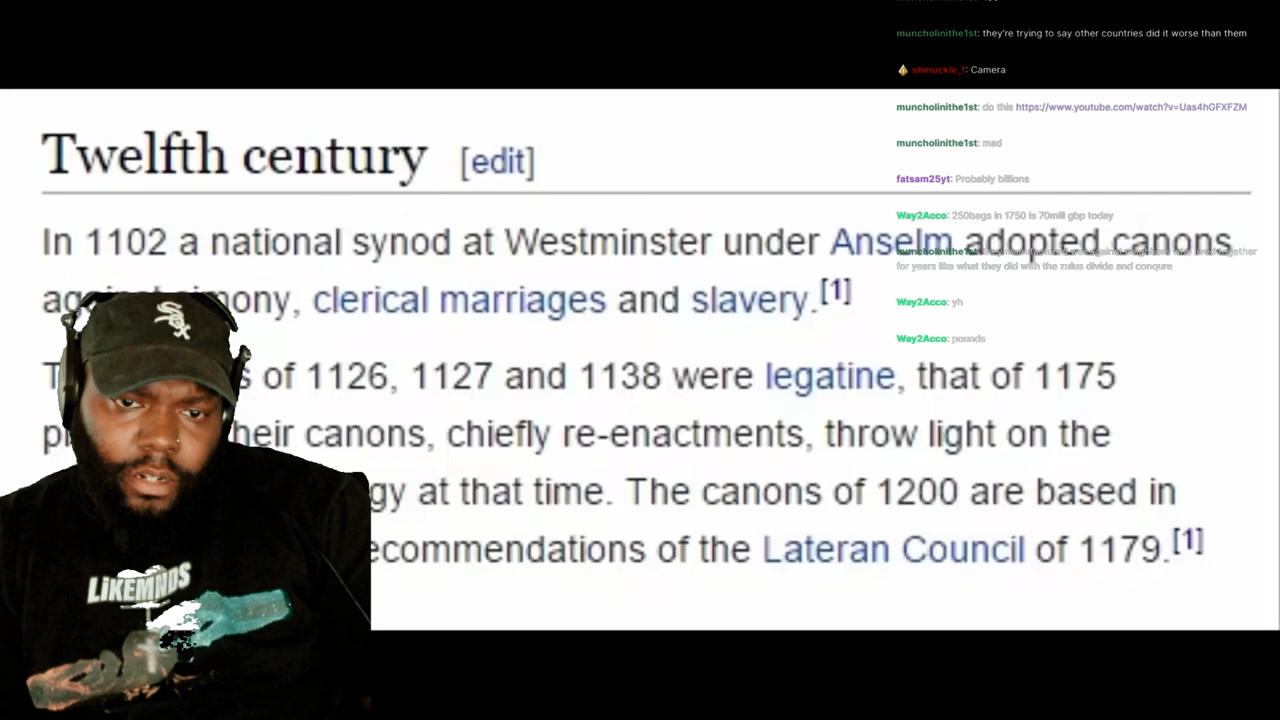 muncholinithe1st: they're trying to say other countries did it worse than them
shmuckle_1: Camera
muncholinithe1st: do this https://www.youtube.com/watch?v=Uas4hGFXFZM
muncholinithe1st: mad
fatsam25yt: Probably billions
Way2Acco: 250bags in 1750 is 70mill gbp today
for years like what they did with the zulus divide and conqure
Way2Acco: yh
Way2Acco: pounds
Twelfth century [edit]
In 1102 a national synod at Westminster under Anselm adopted canons
simony, clerical marriages and slavery.[1]
of 1126, 1127 and 1138 were legatine, that of 1175
their canons, chiefly re-enactments, throw light on the
gy at that time. The canons of 1200 are based in
ecommendations of the Lateran Council of 1179.[1]
Sox
LiKEMNDS